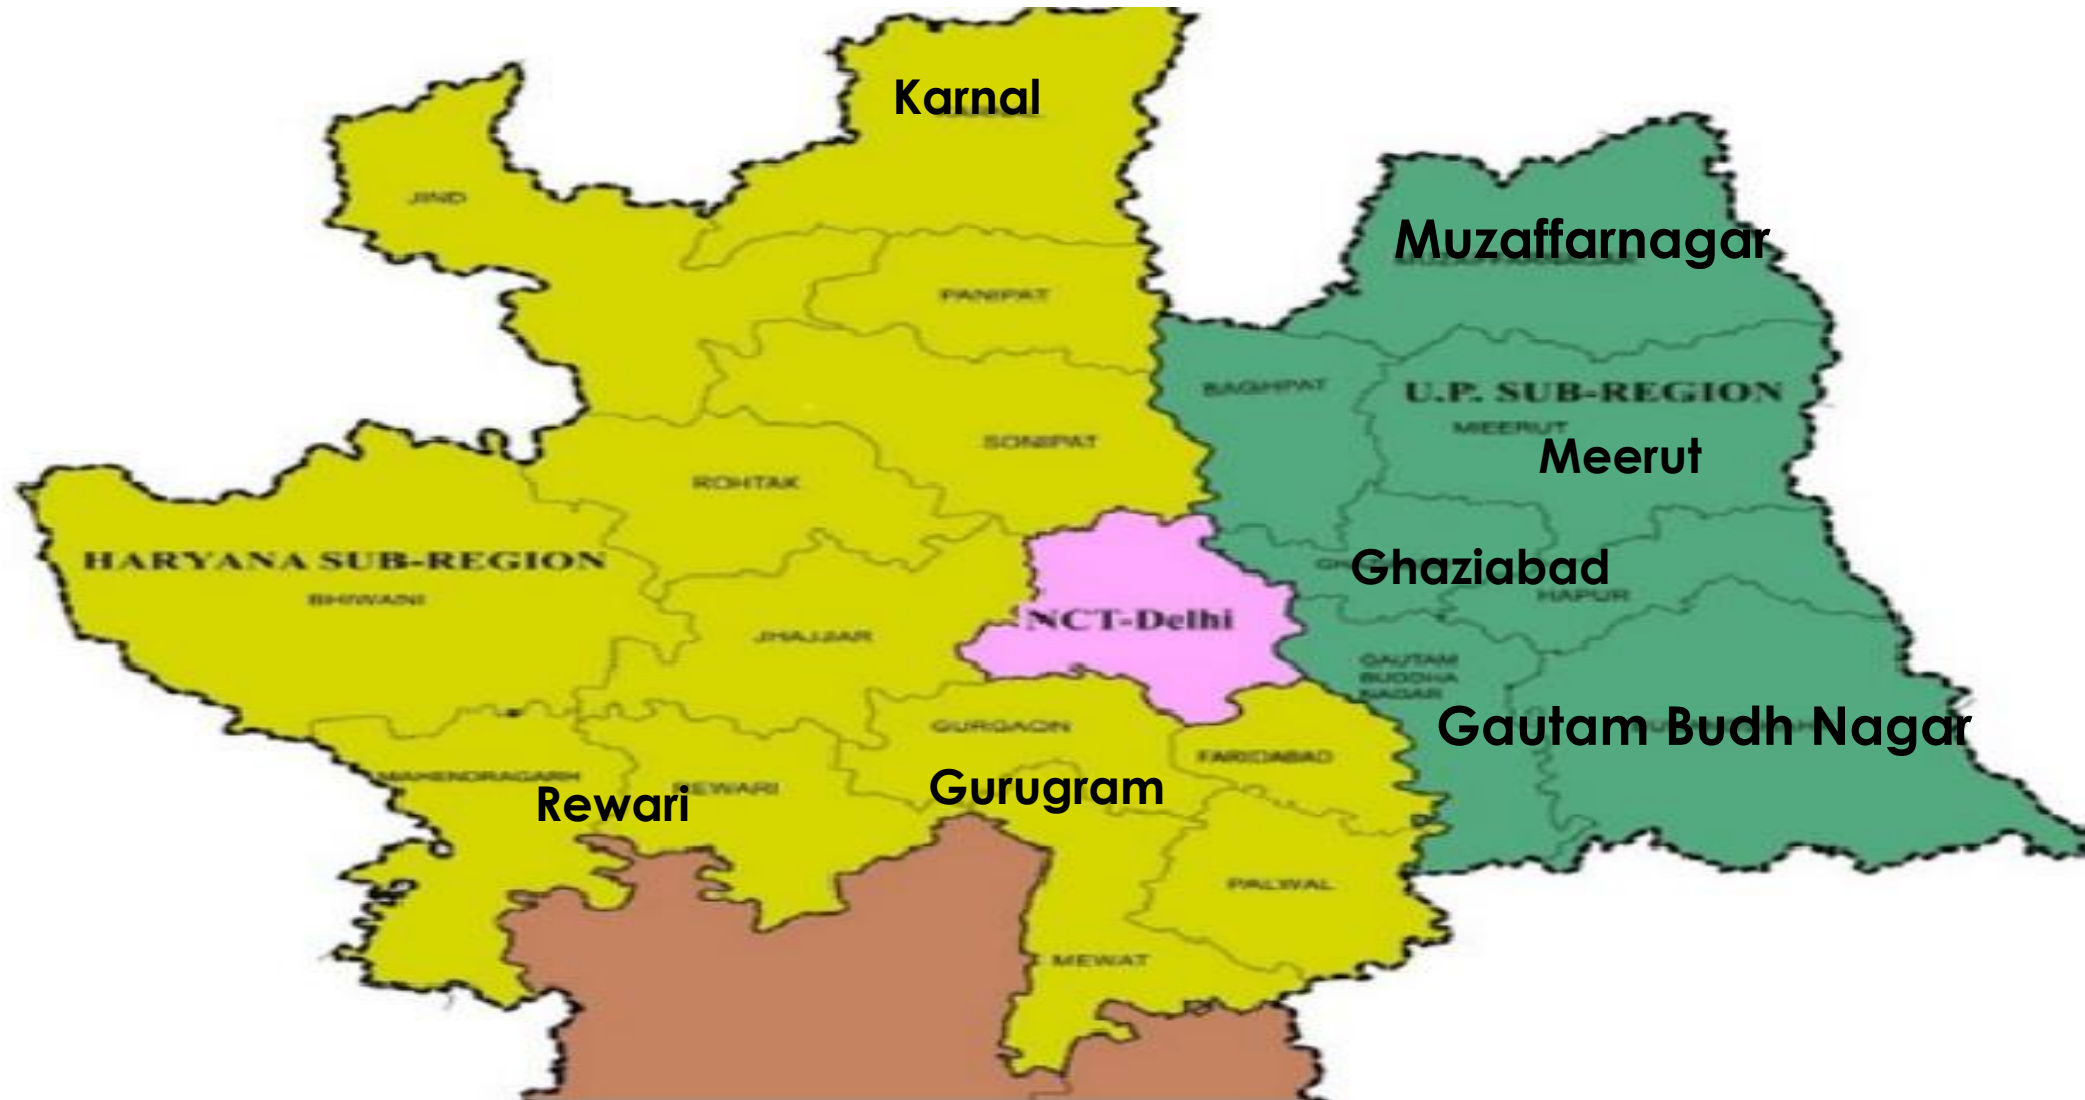 Karnal
JIND
Muzaffarnagar
PANIPAT
BAGHPAT
U.P. SUB-REGION
MEERUT
Meerut
SONIPAT
ROHTAK
HARYANA SUB-REGION
BHIWAINI
Ghaziabad
HAPUR
NCT-Delhi
JHAJJAR
GAUTAM
BUDDHA
NAGAR
Gautam Budh Nagar
GURGAON
FARIDABAD
MAHENDRAGARH
REWARI
Rewari
Gurugram
PALWAL
MEWAT